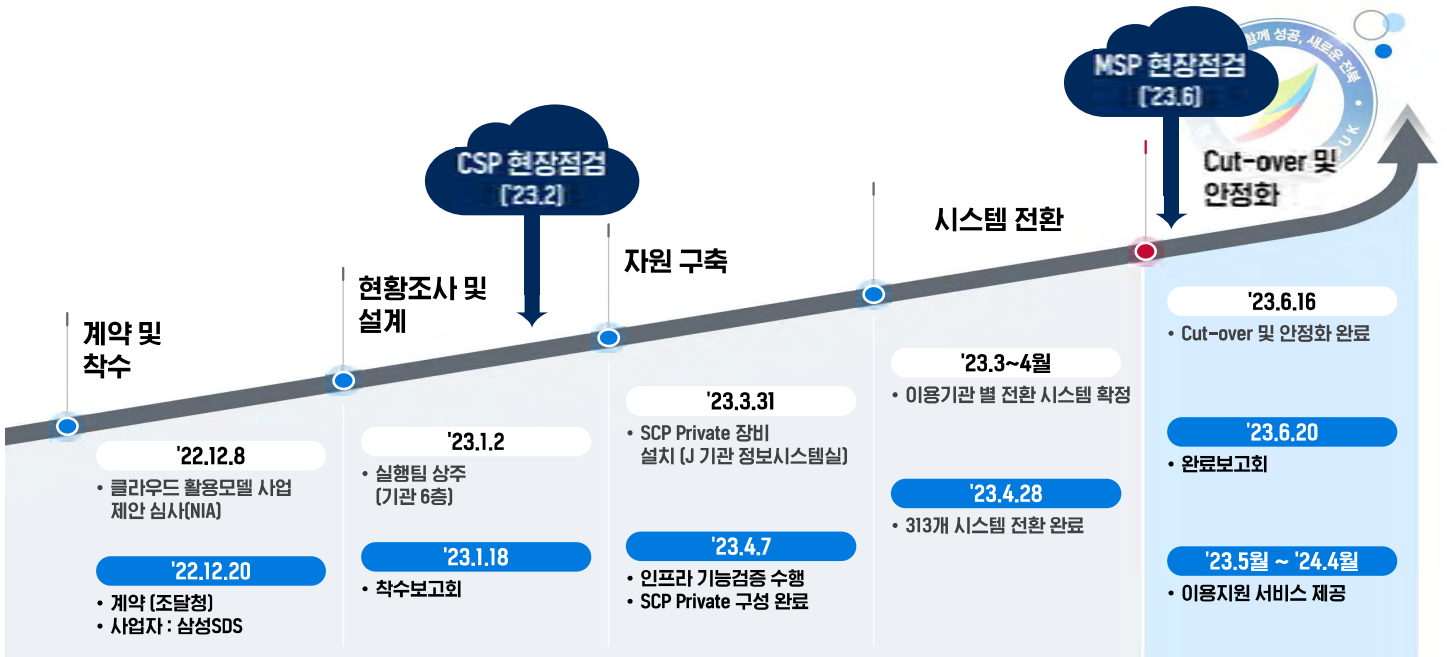 함께 성공, 새로운 전북
UK
MSP 현장점검
('23.6)
CSP 현장점검
('23.2)
계약 및
착수
'22.12.8
• 클라우드 활용모델 사업
제안 심사(NIA)
'22.12.20
• 계약 (조달청)
• 사업자 : 삼성SDS
현황조사 및
설계
'23.1.2
• 실행팀 상주
(기관 6층)
'23.1.18
• 착수보고회
자원 구축
'23.3.31
• SCP Private 장비
설치 (J 기관 정보시스템실)
'23.4.7
• 인프라 기능검증 수행
• SCP Private 구성 완료
시스템 전환
'23.3~4월
• 이용기관 별 전환 시스템 확정
'23.4.28
• 313개 시스템 전환 완료
Cut-over 및
안정화
'23.6.16
• Cut-over 및 안정화 완료
'23.6.20
• 완료보고회
'23.5월 ~ '24.4월
• 이용지원 서비스 제공